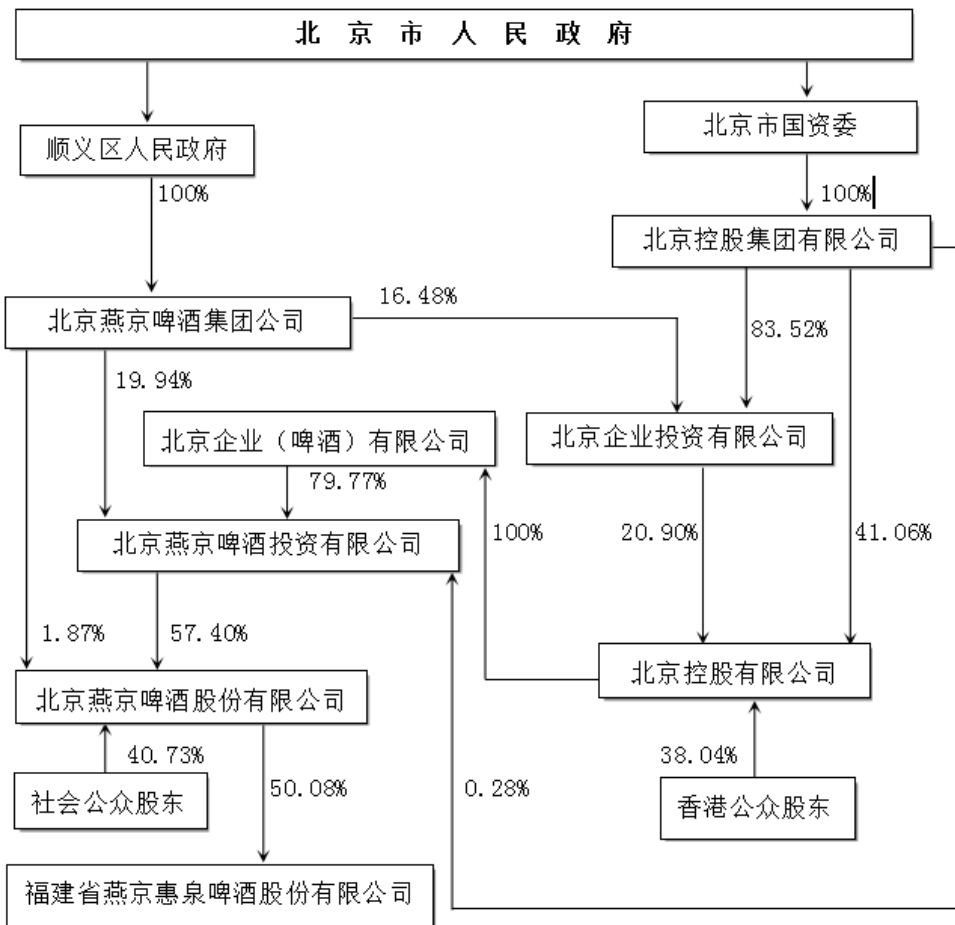 北京市人民政府
北京市国资委
顺义区人民政府
100%
100%
北京控股集团有限公司
16.48%
北京燕京啤酒集团公司
83.52%
19.94%
北京企业（啤酒）有限公司
北京企业投资有限公司
79.77%
北京燕京啤酒投资有限公司
100%
20.90%
41.06%
1.87%
57.40%
北京控股有限公司
北京燕京啤酒股份有限公司
40.73%
38.04%
50.08%
0.28%
社会公众股东
香港公众股东
福建省燕京惠泉啤酒股份有限公司